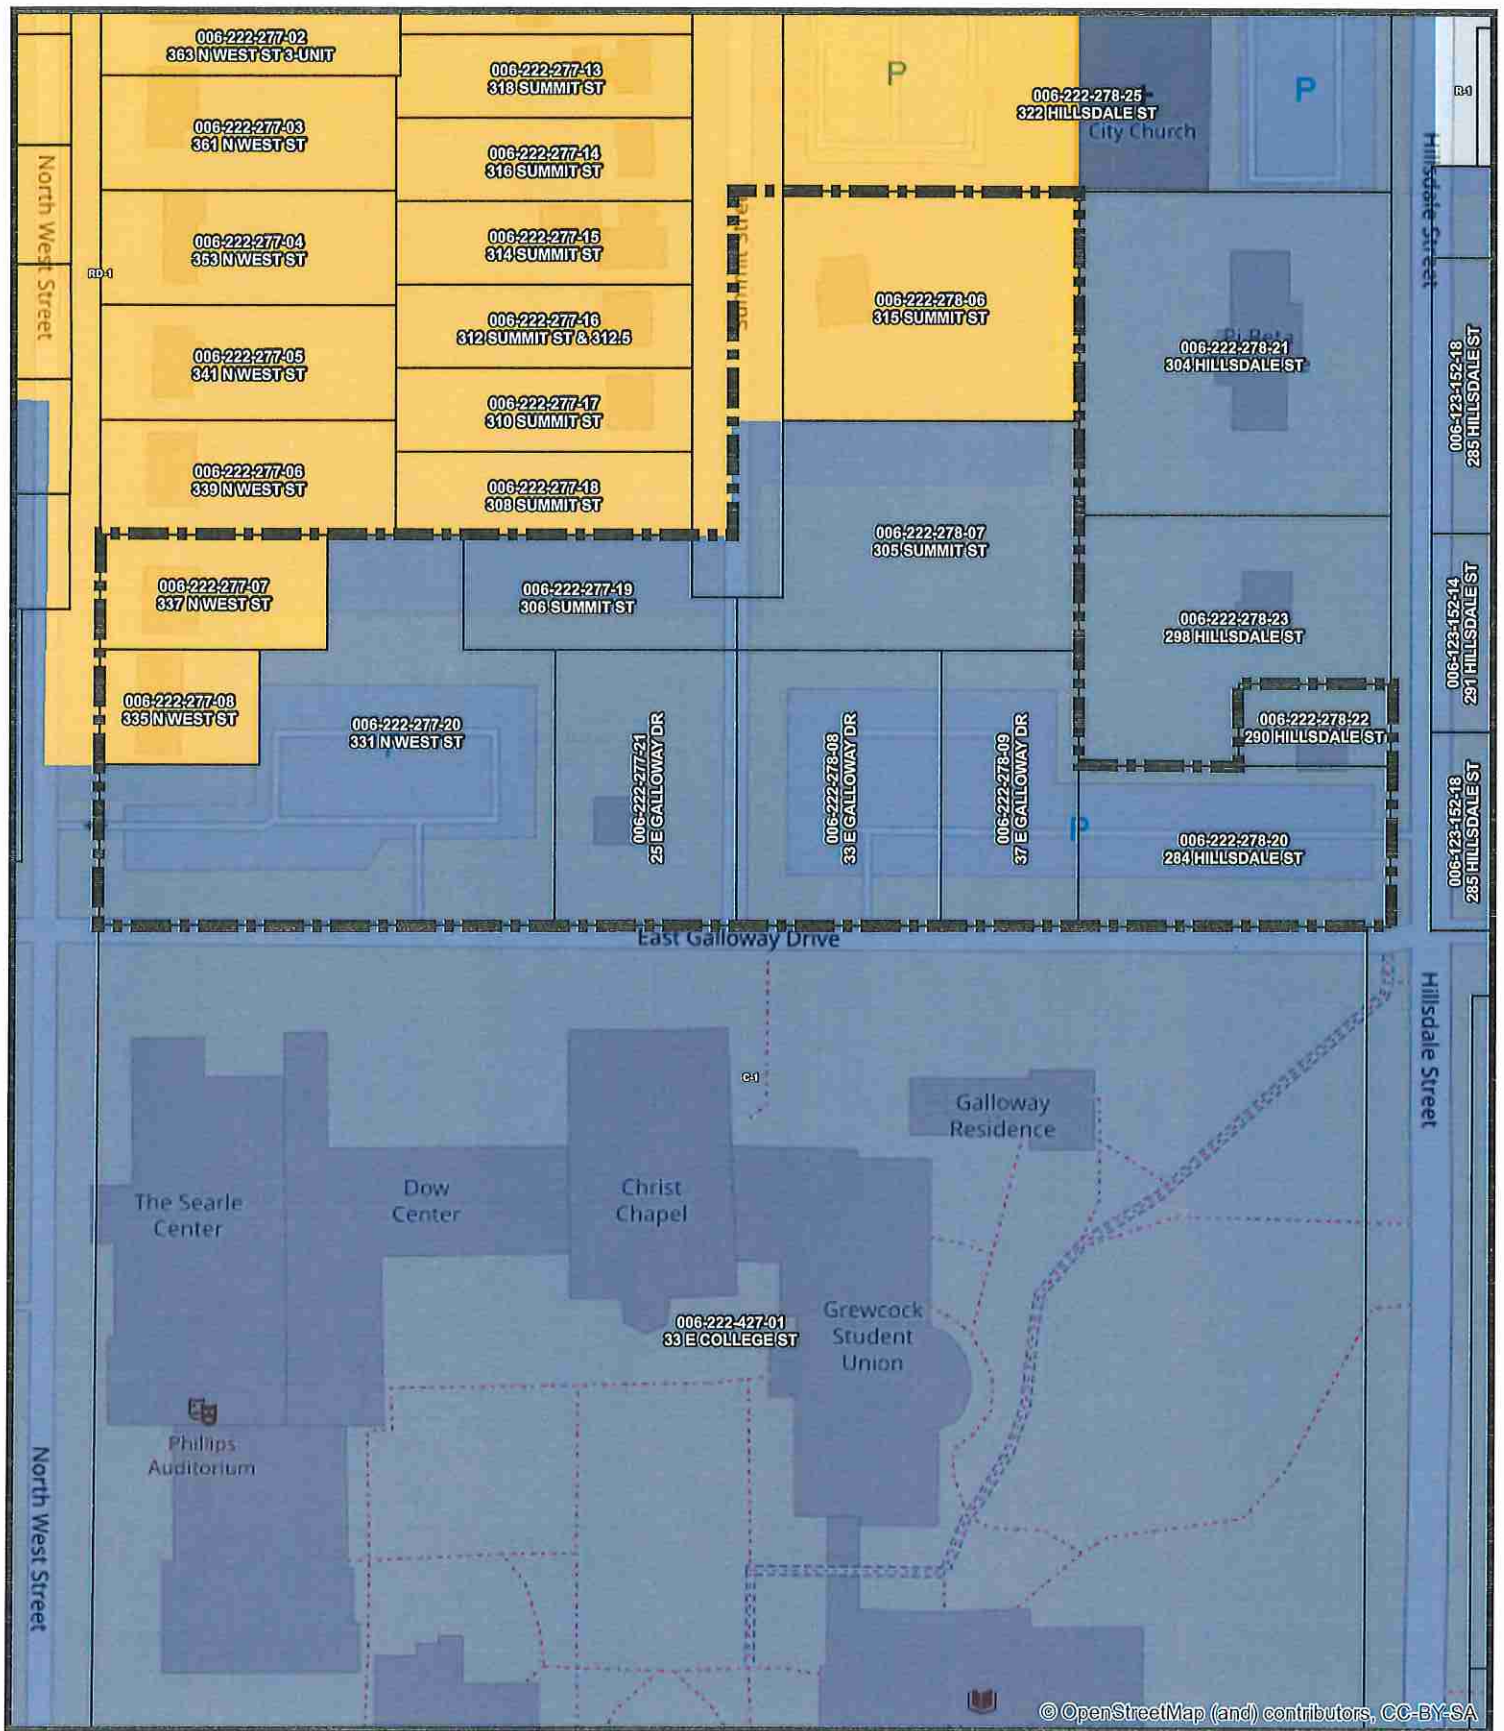 006-222-277-02
363 N WEST ST 3-UNIT
006-222-277-13
318 SUMMIT ST
P
006-222-278-25
322 HILLSDALE ST
City Church
P
R-1
006-222-277-03
361 N WEST ST
006-222-277-14
316 SUMMIT ST
North West Street
Hillsdale Street
006-222-277-04
353 N WEST ST
006-222-277-15
314 SUMMIT ST
RD-1
006-222-278-06
315 SUMMIT ST
006-222-277-16
312 SUMMIT ST & 312.5
006-222-278-21
304 HILLSDALE ST
006-123-152-18
285 HILLSDALE ST
006-222-277-05
341 N WEST ST
006-222-277-17
310 SUMMIT ST
006-222-277-06
339 N WEST ST
006-222-277-18
308 SUMMIT ST
006-222-278-07
305 SUMMIT ST
006-222-277-07
337 N WEST ST
006-222-277-19
306 SUMMIT ST
006-222-278-23
298 HILLSDALE ST
006-123-152-14
291 HILLSDALE ST
006-222-277-08
335 N WEST ST
006-222-277-20
331 N WEST ST
006-222-277-21
25 E GALLOWAY DR
006-222-278-08
33 E GALLOWAY DR
006-222-278-09
37 E GALLOWAY DR
006-222-278-22
290 HILLSDALE ST
P
006-222-278-20
284 HILLSDALE ST
006-123-152-18
285 HILLSDALE ST
East Galloway Drive
Hillsdale Street
C-1
Galloway
Residence
The Searle
Center
Dow
Center
Christ
Chapel
006-222-427-01
33 E COLLEGE ST
Grewcock
Student
Union
Phillips
Auditorium
North West Street
© OpenStreetMap (and) contributors, CC-BY-SA